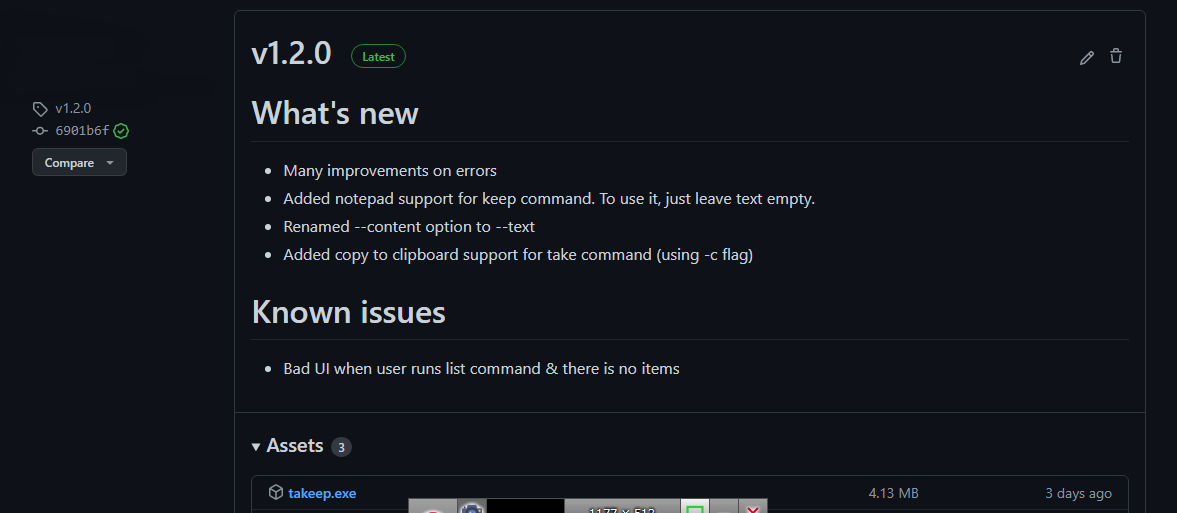 v1.2.0
6901b6f
Compare
v1.2.0 Latest
What's new
Many improvements on errors
Added notepad support for keep command. To use it, just leave text empty.
Renamed --content option to --text
Added copy to clipboard support for take command (using -c flag)
Known issues
Bad UI when user runs list command & there is no items
Assets 3
takeep.exe 4.13 MB 3 days ago